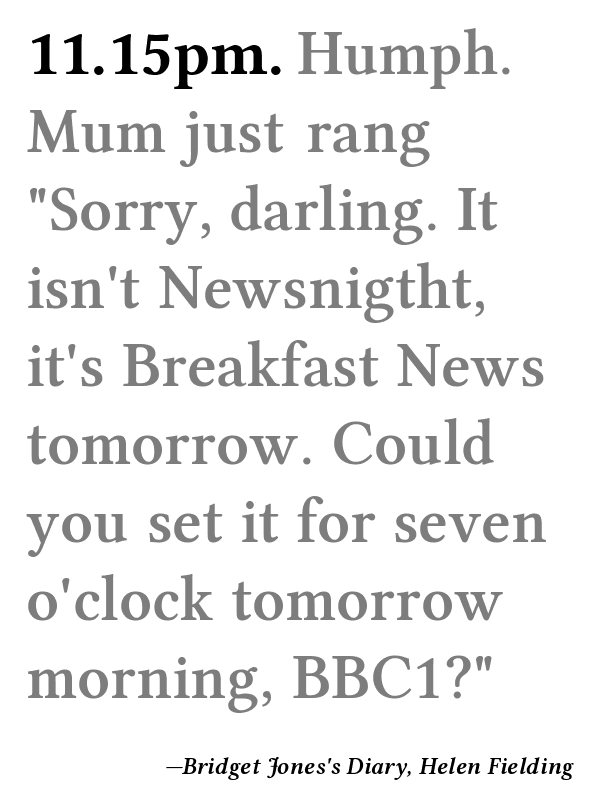 11.15pm. Humph.
Mum just rang
"Sorry, darling. It
isn't Newsnigtht,
it's Breakfast News
tomorrow. Could
you set it for seven
o'clock tomorrow
morning, BBC1?"
—Bridget Jones's Diary, Helen Fielding